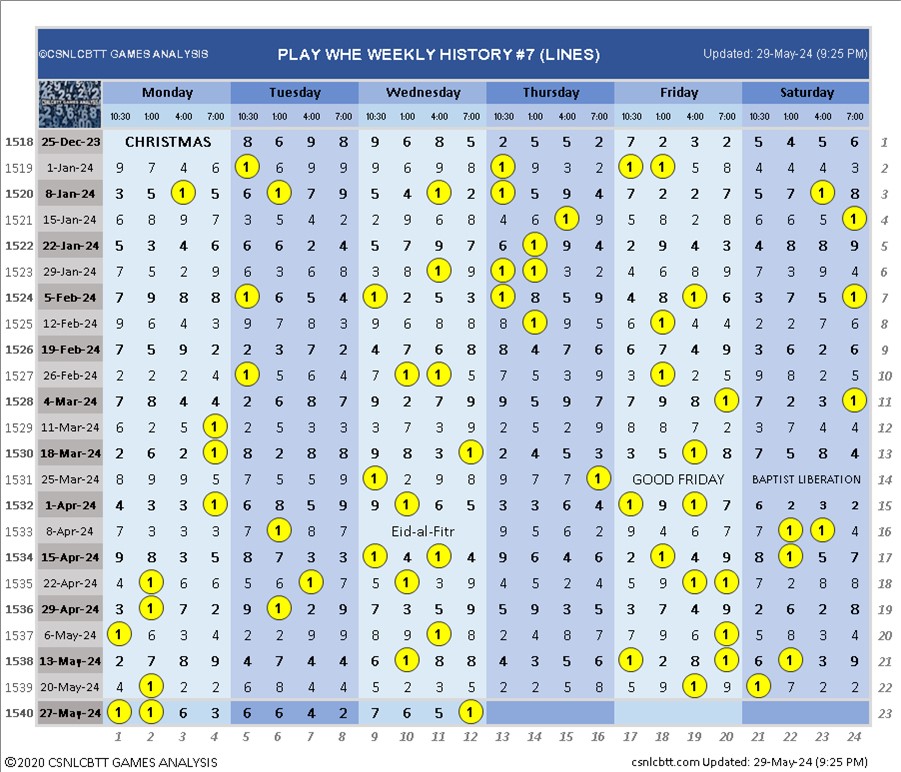 ©CSNLCBTT GAMES ANALYSIS PLAY WHE WEEKLY HISTORY #7 (LINES) Updated: 29-May-24 (9:25 PM)
Monday Tuesday Wednesday Thursday Friday Saturday
10:30 1:00 4:00 7:00 10:30 1:00 4:00 7:00 10:30 1:00 4:00 7:00 10:30 1:00 4:00 7:00 10:30 1:00 4:00 7:00 10:30 1:00 4:00 7:00
1518 25-Dec-23 CHRISTMAS 8 6 9 8 9 6 8 5 2 5 5 2 7 2 3 2 5 4 5 6 1
1519 1-Jan-24 9 7 4 6 1 6 9 9 9 6 9 8 1 9 3 2 1 1 5 8 4 4 4 3 2
1520 8-Jan-24 3 5 1 5 6 1 7 9 5 4 1 2 1 5 9 4 7 2 2 7 5 7 1 8 3
1521 15-Jan-24 6 8 9 7 3 5 4 2 2 9 6 8 4 6 1 9 5 8 2 8 6 6 5 1 4
1522 22-Jan-24 5 3 4 6 6 6 2 4 5 7 9 7 6 1 9 4 2 9 4 3 4 8 8 9 5
1523 29-Jan-24 7 5 2 9 6 3 6 8 3 8 1 9 1 1 3 2 4 6 8 9 7 3 9 4 6
1524 5-Feb-24 7 9 8 8 1 6 5 4 1 2 5 3 1 8 5 9 4 8 1 6 3 7 5 1 7
1525 12-Feb-24 9 6 4 3 9 7 8 3 9 6 8 8 8 1 9 5 6 1 4 4 2 2 7 6 8
1526 19-Feb-24 7 5 9 2 2 3 7 2 4 7 6 8 8 4 7 6 6 7 4 9 3 6 2 6 9
1527 26-Feb-24 2 2 2 4 1 5 6 4 7 1 1 5 7 5 3 9 3 1 2 5 9 8 2 5 10
1528 4-Mar-24 7 8 4 4 2 6 8 7 9 2 7 9 9 5 9 7 7 9 8 1 7 2 3 1 11
1529 11-Mar-24 6 2 5 1 2 5 3 3 3 7 3 9 5 2 9 2 8 8 7 2 3 7 4 4 12
1530 18-Mar-24 2 6 2 1 8 2 8 8 9 8 3 1 2 4 5 3 5 3 1 8 7 5 8 4 13
1531 25-Mar-24 8 9 9 5 7 5 5 9 1 2 9 8 9 7 7 1 GOOD FRIDAY BAPTIST LIBERATION 14
1532 1-Apr-24 4 3 3 1 6 8 5 9 9 1 6 5 3 3 6 4 1 9 1 7 6 2 3 2 15
1533 8-Apr-24 7 3 3 3 7 1 8 7 Eid-al-Fitr 9 5 6 2 9 4 6 7 2 1 1 4 16
1534 15-Apr-24 9 8 3 5 8 7 3 3 1 4 1 4 9 6 4 6 2 1 4 9 8 1 5 7 17
1535 22-Apr-24 4 1 6 6 5 6 1 7 5 1 3 9 4 5 2 4 5 9 1 1 7 2 8 8 18
1536 29-Apr-24 3 1 7 2 9 1 2 9 7 3 5 9 5 9 3 5 3 7 4 9 2 6 2 8 19
1537 6-May-24 1 6 3 4 2 2 9 9 8 9 1 8 2 4 8 7 7 9 6 1 5 8 3 4 20
1538 13-May-24 2 7 8 9 4 7 4 4 6 1 8 8 4 3 5 6 1 2 8 1 6 1 3 9 21
1539 20-May-24 4 1 2 2 6 8 4 4 5 2 3 5 2 2 5 8 5 9 1 9 1 7 2 2 22
1540 27-May-24 1 1 6 3 6 6 4 2 7 6 5 1 23
1 2 3 4 5 6 7 8 9 10 11 12 13 14 15 16 17 18 19 20 21 22 23 24
©2020 CSNLCBTT GAMES ANALYSIS csnlcbtt.com Updated: 29-May-24 (9:25 PM)